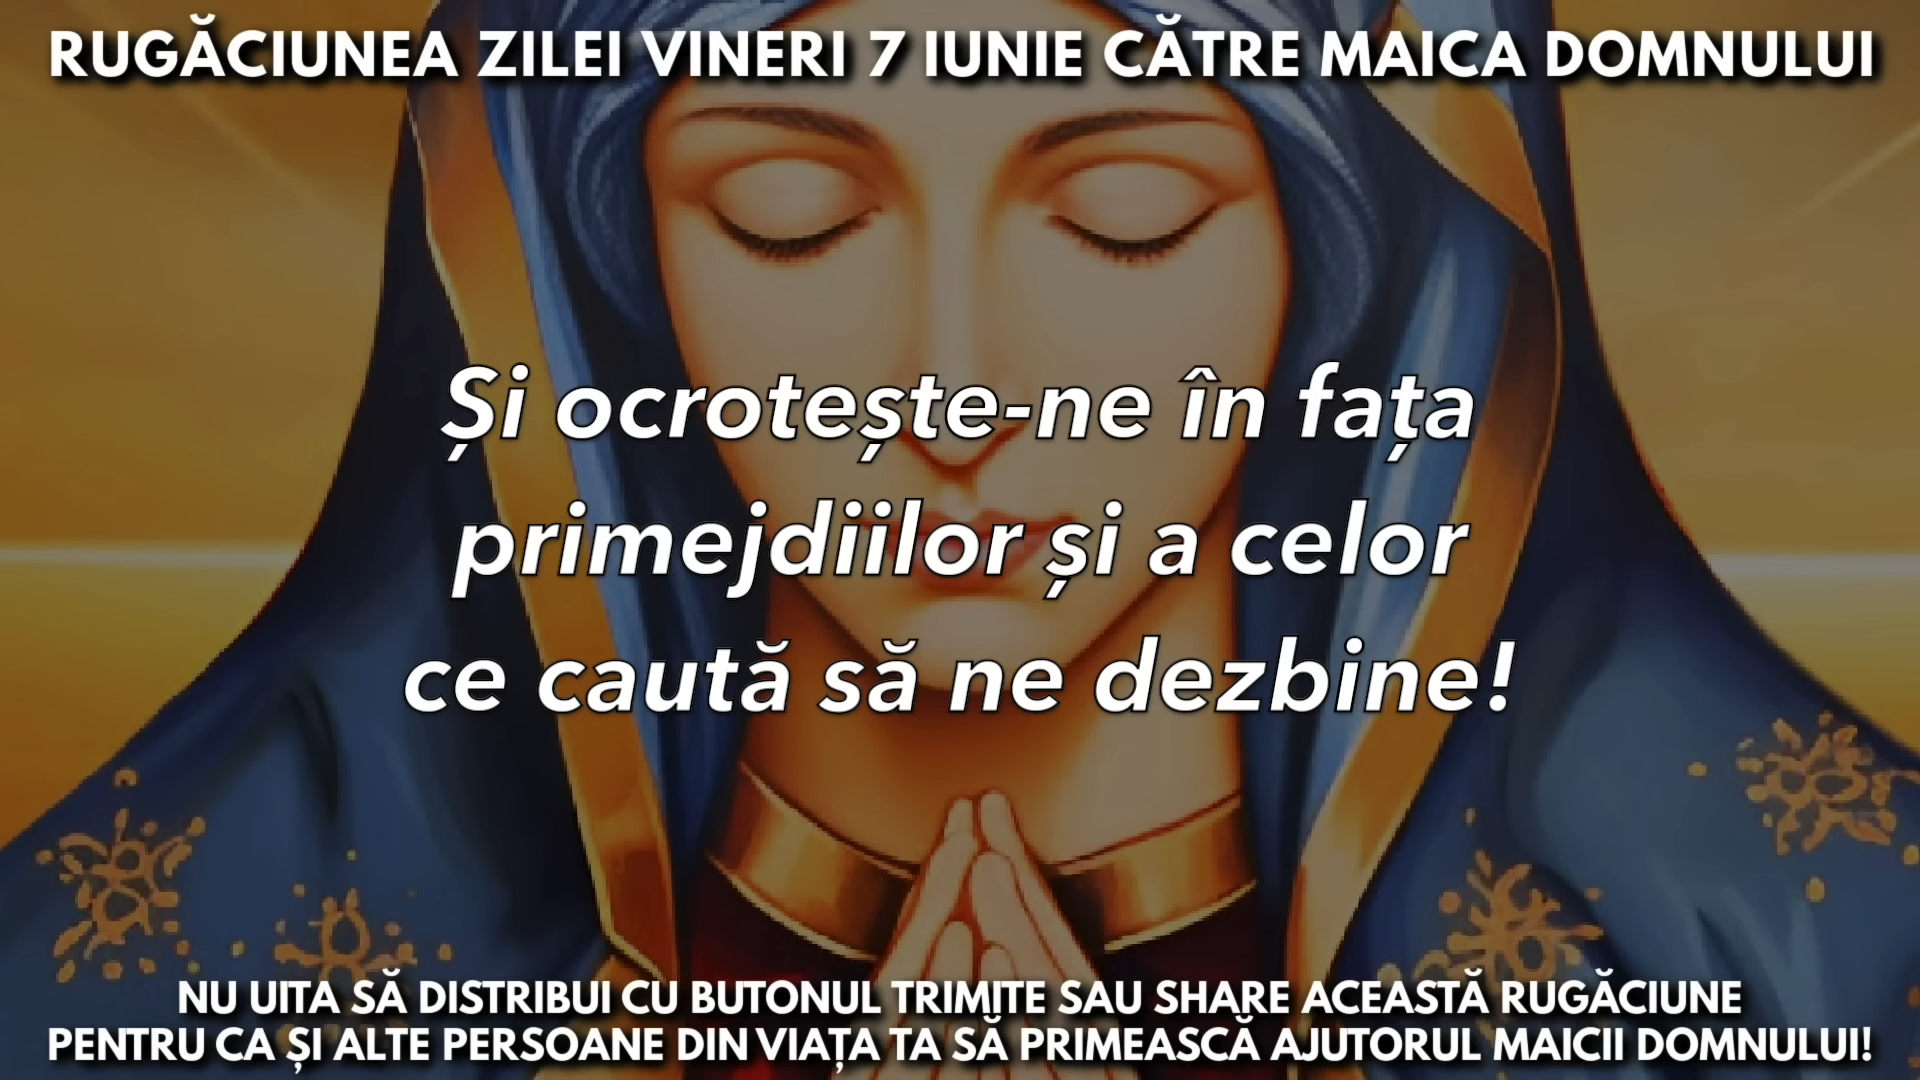 RUGĂCIUNEA ZILEI VINERI 7 IUNIE CĂTRE MAICA DOMNULUI
Și ocrotește-ne în fața
primejdiilor și a celor
ce caută să ne dezbine!
NU UITA SĂ DISTRIBUI CU BUTONUL TRIMITE SAU SHARE ACEASTĂ RUGĂCIUNE
PENTRU CA ȘI ALTE PERSOANE DIN VIAȚA TA SĂ PRIMEASCĂ AJUTORUL MAICII DOMNULUI!